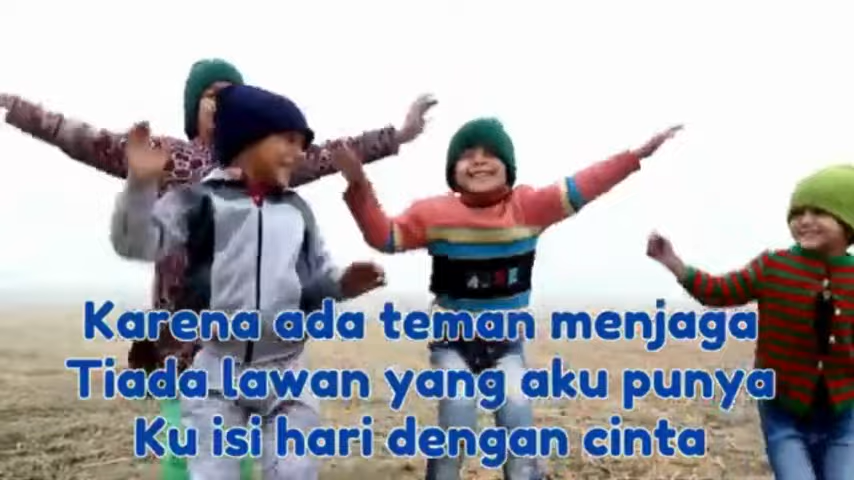 Karena ada teman menjaga
Tiada lawan yang aku punya
Ku isi hari dengan cinta